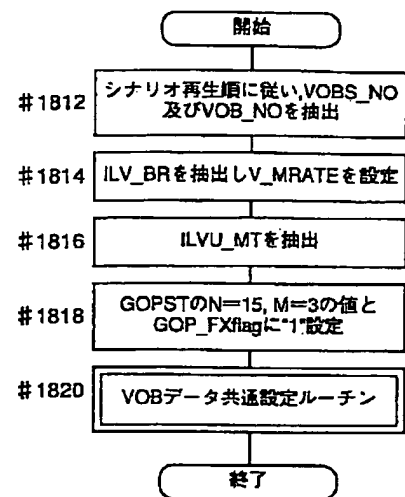 開始
#1812
シナリオ再生順に従い,VOBS_NO
及びVOB_NOを抽出
#1814
ILV_BRを抽出しV_MRATEを設定
#1816
ILVU_MTを抽出
#1818
GOPSTのN=15, M=3の値と
GOP_FXflagに"1"設定
#1820
VOBデータ共通設定ルーチン
終了